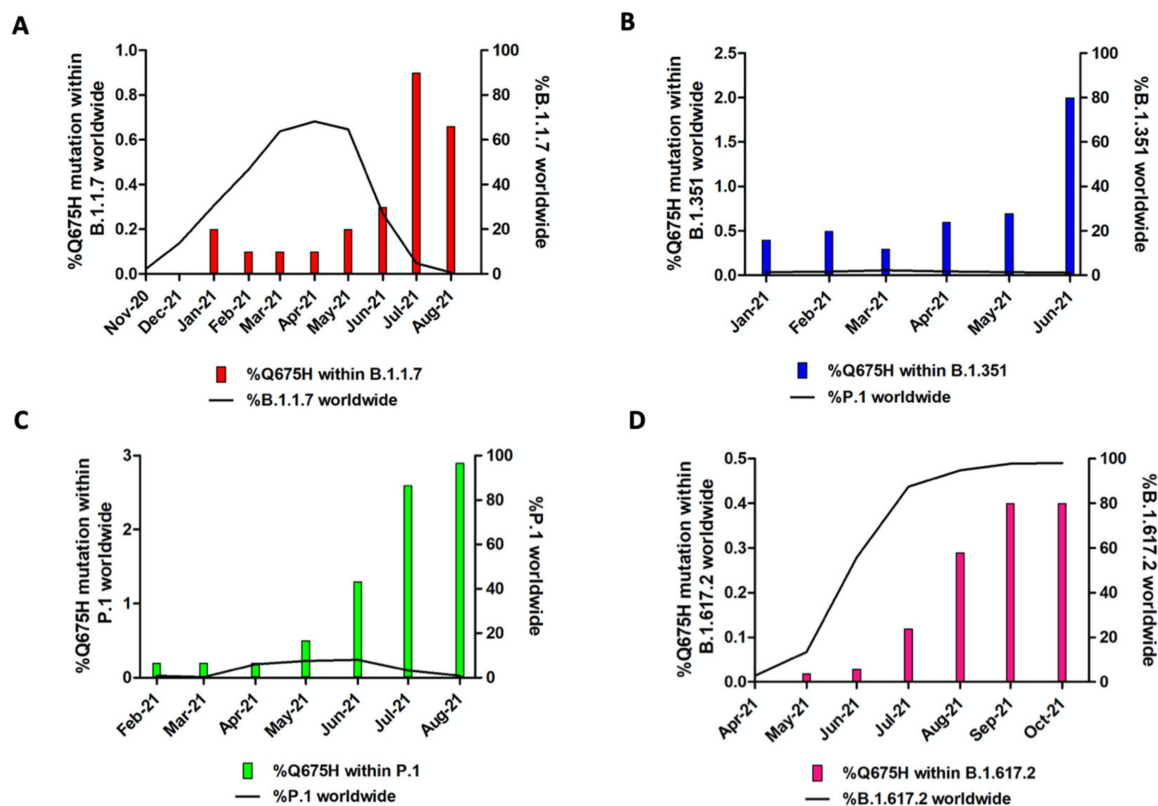 A
%Q675H mutation within
B.1.1.7 worldwide
1.0
0.8
0.6
0.4
0.2
0.0
100
80
60
40
20
0
%B.1.1.7 worldwide
Nov-20
Dec-21
Jan-21
Feb-21
Mar-21
Apr-21
May-21
Jun-21
Jul-21
Aug-21
%Q675H within B.1.1.7
%B.1.1.7 worldwide
B
%Q675H mutation within
B.1.351 worldwide
2.5
2.0
1.5
1.0
0.5
0.0
100
80
60
40
20
0
%B.1.351 worldwide
Jan-21
Feb-21
Mar-21
Apr-21
May-21
Jun-21
%Q675H within B.1.351
%P.1 worldwide
C
%Q675H mutation within
P.1 worldwide
3
2
1
0
100
80
60
40
20
0
%P.1 worldwide
Feb-21
Mar-21
Apr-21
May-21
Jun-21
Jul-21
Aug-21
%Q675H within P.1
%P.1 worldwide
D
%Q675H mutation within
B.1.617.2 worldwide
0.5
0.4
0.3
0.2
0.1
0.0
100
80
60
40
20
0
%B.1.617.2 worldwide
Apr-21
May-21
Jun-21
Jul-21
Aug-21
Sep-21
Oct-21
%Q675H within B.1.617.2
%B.1.617.2 worldwide